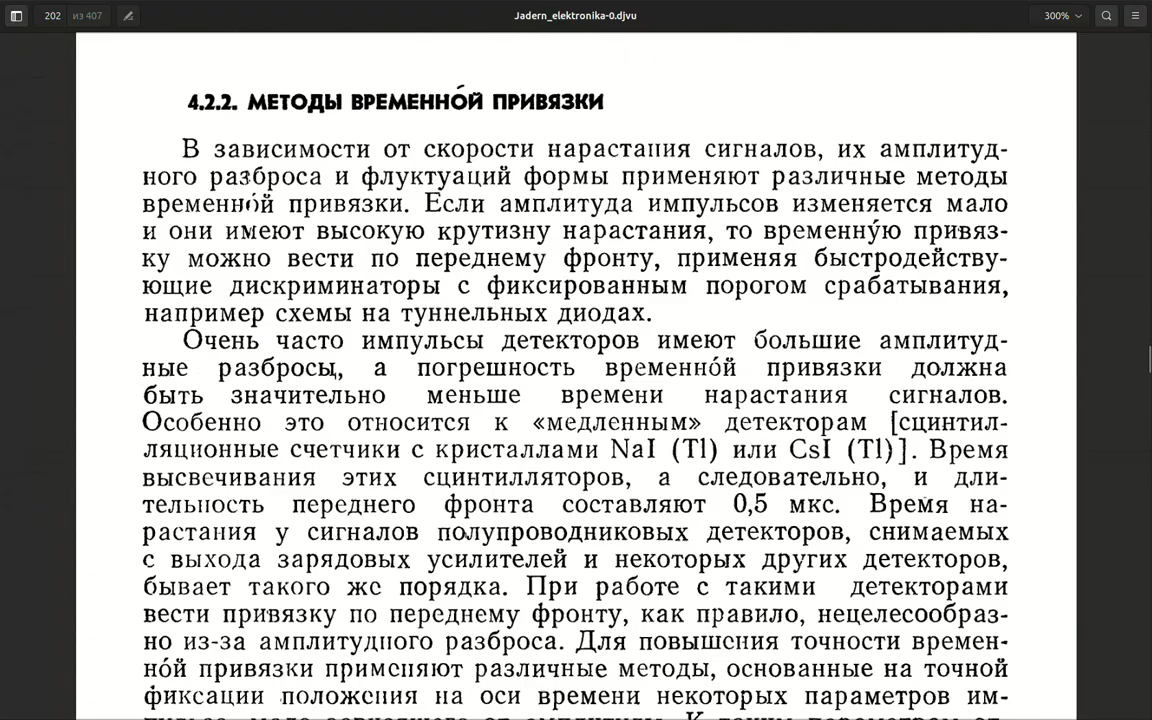 202 из 407
Jadern_elektronika-0.djvu
300%
4.2.2. МЕТОДЫ ВРЕМЕННО́Й ПРИВЯЗКИ
В зависимости от скорости нарастания сигналов, их амплитуд-
ного разброса и флуктуаций формы применяют различные методы
временно́й привязки. Если амплитуда импульсов изменяется мало
и они имеют высокую крутизну нарастания, то временну́ю привяз-
ку можно вести по переднему фронту, применяя быстродейству-
ющие дискриминаторы с фиксированным порогом срабатывания,
например схемы на туннельных диодах.
Очень часто импульсы детекторов имеют большие амплитуд-
ные разбросы, а погрешность временно́й привязки должна
быть значительно меньше времени нарастания сигналов.
Особенно это относится к «медленным» детекторам [сцинтил-
ляционные счетчики с кристаллами NaI (Tl) или CsI (Tl)]. Время
высвечивания этих сцинтилляторов, а следовательно, и дли-
тельность переднего фронта составляют 0,5 мкс. Время на-
растания у сигналов полупроводниковых детекторов, снимаемых
с выхода зарядовых усилителей и некоторых других детекторов,
бывает такого же порядка. При работе с такими детекторами
вести привязку по переднему фронту, как правило, нецелесообраз-
но из-за амплитудного разброса. Для повышения точности времен-
но́й привязки применяют различные методы, основанные на точной
фиксации положения на оси времени некоторых параметров им-